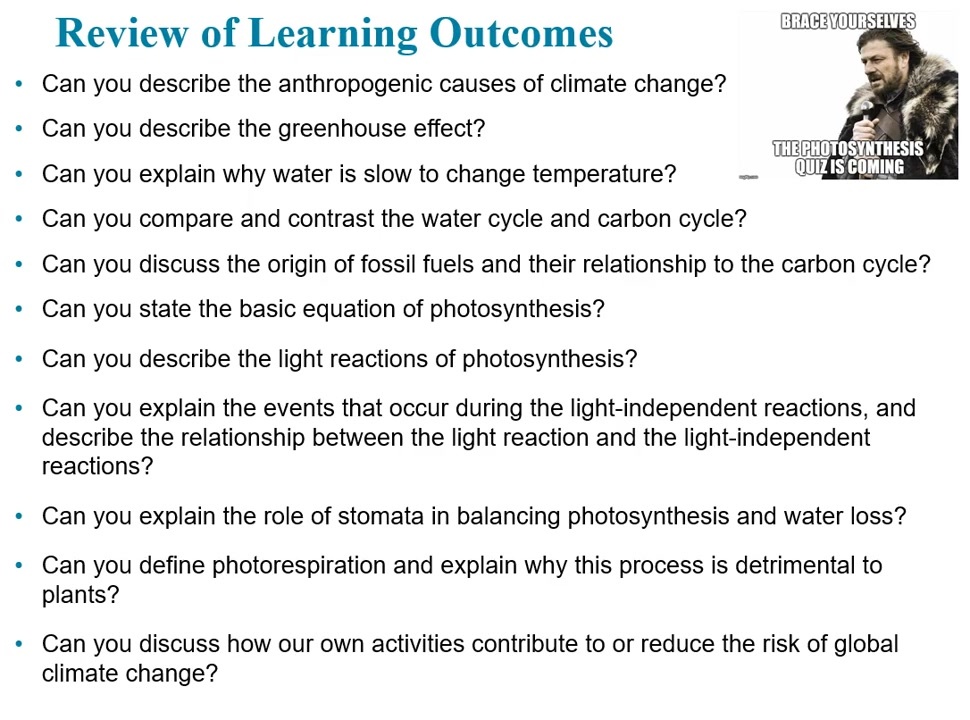 Review of Learning Outcomes
BRACE YOURSELVES
THE PHOTOSYNTHESIS
QUIZ IS COMING
• Can you describe the anthropogenic causes of climate change?
• Can you describe the greenhouse effect?
• Can you explain why water is slow to change temperature?
• Can you compare and contrast the water cycle and carbon cycle?
• Can you discuss the origin of fossil fuels and their relationship to the carbon cycle?
• Can you state the basic equation of photosynthesis?
• Can you describe the light reactions of photosynthesis?
• Can you explain the events that occur during the light-independent reactions, and
describe the relationship between the light reaction and the light-independent
reactions?
• Can you explain the role of stomata in balancing photosynthesis and water loss?
• Can you define photorespiration and explain why this process is detrimental to
plants?
• Can you discuss how our own activities contribute to or reduce the risk of global
climate change?